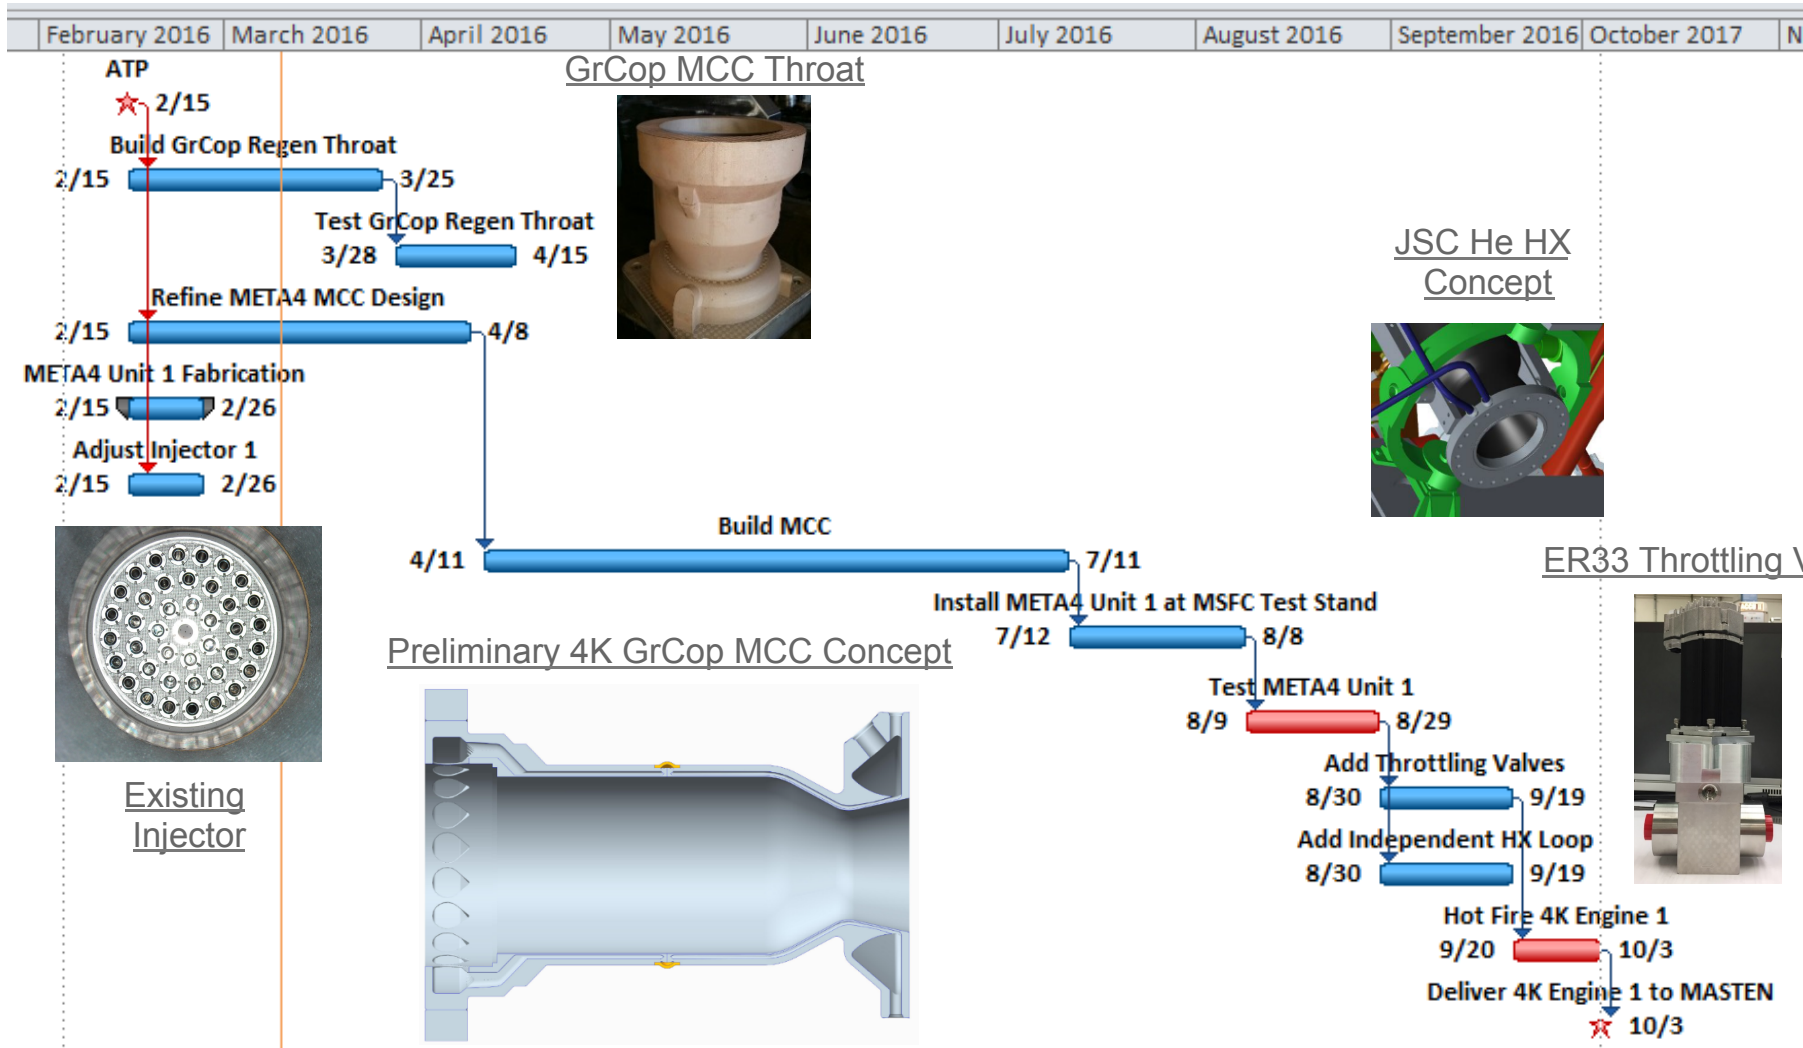 February 2016 March 2016 April 2016 May 2016 June 2016 July 2016 August 2016 September 2016 October 2017 N
ATP
2/15
GrCop MCC Throat
Build GrCop Regen Throat
2/15 3/25
Test GrCop Regen Throat
3/28 4/15
JSC He HX
Concept
Refine META4 MCC Design
2/15 4/8
META4 Unit 1 Fabrication
2/15 2/26
Adjust Injector 1
2/15 2/26
Build MCC
4/11 7/11
ER33 Throttling V
Install META4 Unit 1 at MSFC Test Stand
7/12 8/8
Preliminary 4K GrCop MCC Concept
Test META4 Unit 1
8/9 8/29
Add Throttling Valves
8/30 9/19
Existing
Injector
Add Independent HX Loop
8/30 9/19
Hot Fire 4K Engine 1
9/20 10/3
Deliver 4K Engine 1 to MASTEN
10/3